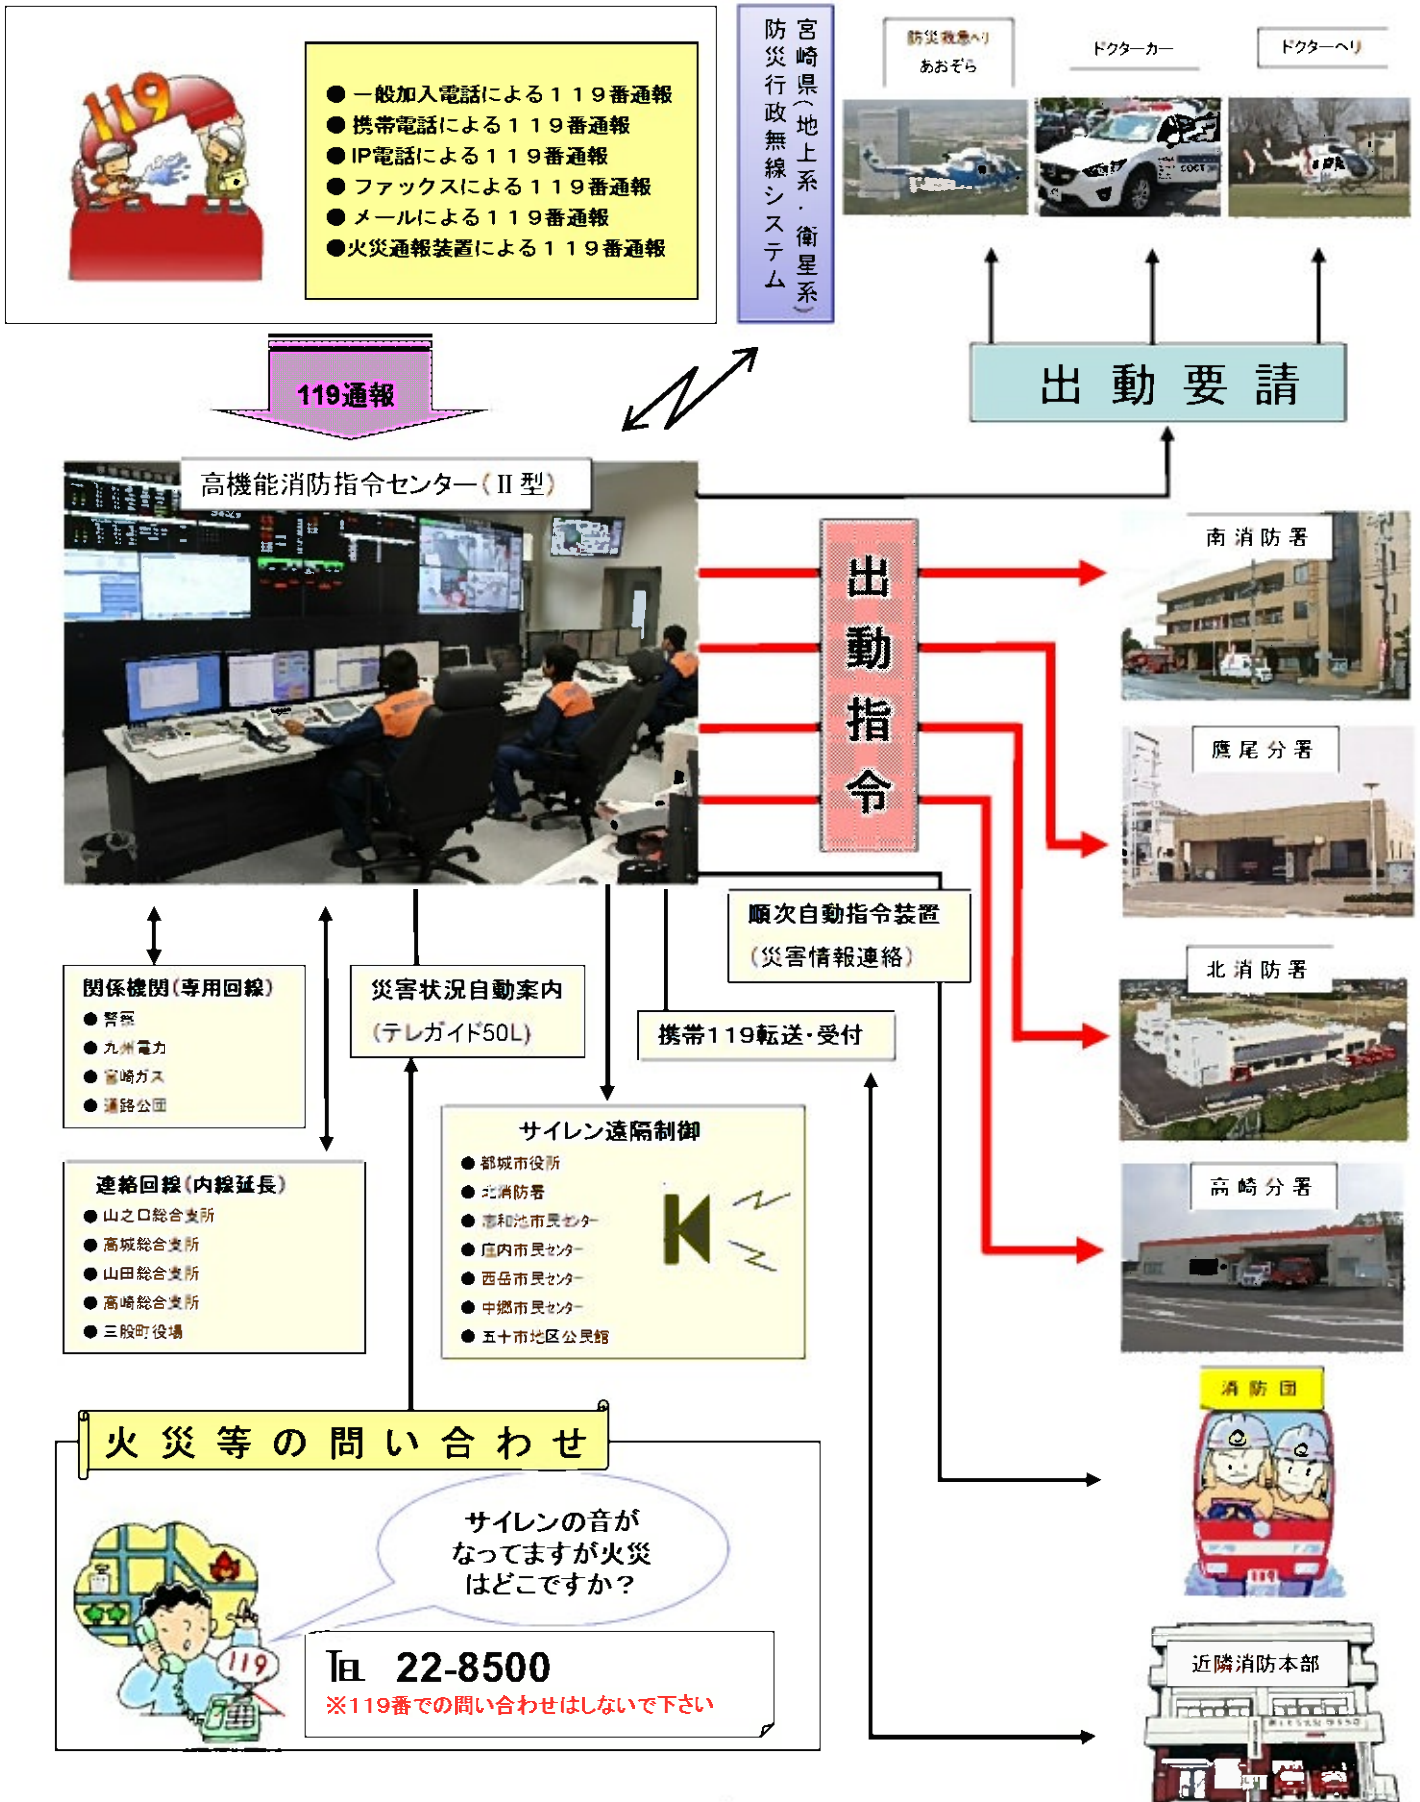 119
●一般加入電話による１１９番通報
●携帯電話による１１９番通報
●IP電話による１１９番通報
●ファックスによる１１９番通報
●メールによる１１９番通報
●火災通報装置による１１９番通報
宮崎県(地上系・衛星系)
防災行政無線システム
防災救急ヘリ
あおぞら
ドクターカー
ドクターヘリ
出動要請
119通報
高機能消防指令センター(Ⅱ型)
出動指令
南消防署
鷹尾分署
北消防署
高崎分署
消防団
119
近隣消防本部
順次自動指令装置
(災害情報連絡)
関係機関(専用回線)
●警察
●九州電力
●宮崎ガス
●道路公団
災害状況自動案内
(テレガイド50L)
携帯119転送・受付
連絡回線(内線延長)
●山之口総合支所
●高城総合支所
●山田総合支所
●高崎総合支所
●三股町役場
サイレン遠隔制御
●都城市役所
●北消防署
●志和池市民センター
●庄内市民センター
●西岳市民センター
●中郷市民センター
●五十市地区公民館
火災等の問い合わせ
サイレンの音が
なってますが火災
はどこですか？
119
℡ 22-8500
※119番での問い合わせはしないで下さい